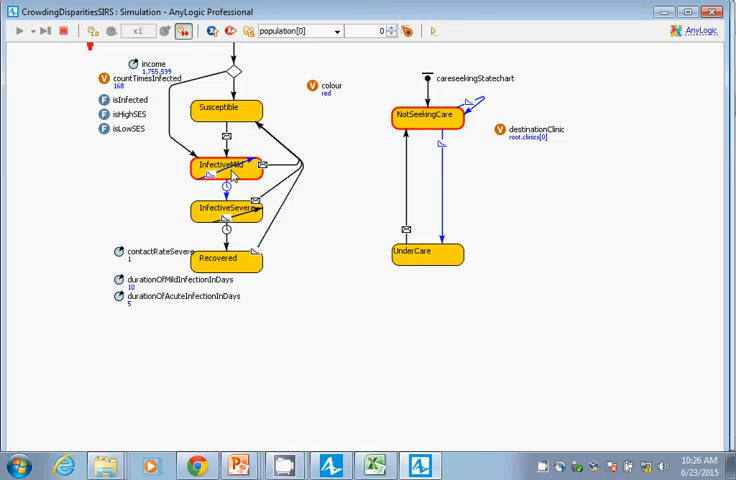 CrowdingDisparitiesSIRS : Simulation - AnyLogic Professional
x1
population[0]
0
AnyLogic
income
1,755,599
countTimesInfected
168
isInfected
isHighSES
isLowSES
colour
red
Susceptible
InfectiveMild
InfectiveSevere
Recovered
contactRateSevere
1
durationOfMildInfectionInDays
10
durationOfAcuteInfectionInDays
5
careseekingStatechart
NotSeekingCare
UnderCare
destinationClinic
root.clinics[0]
10:26 AM
6/23/2015